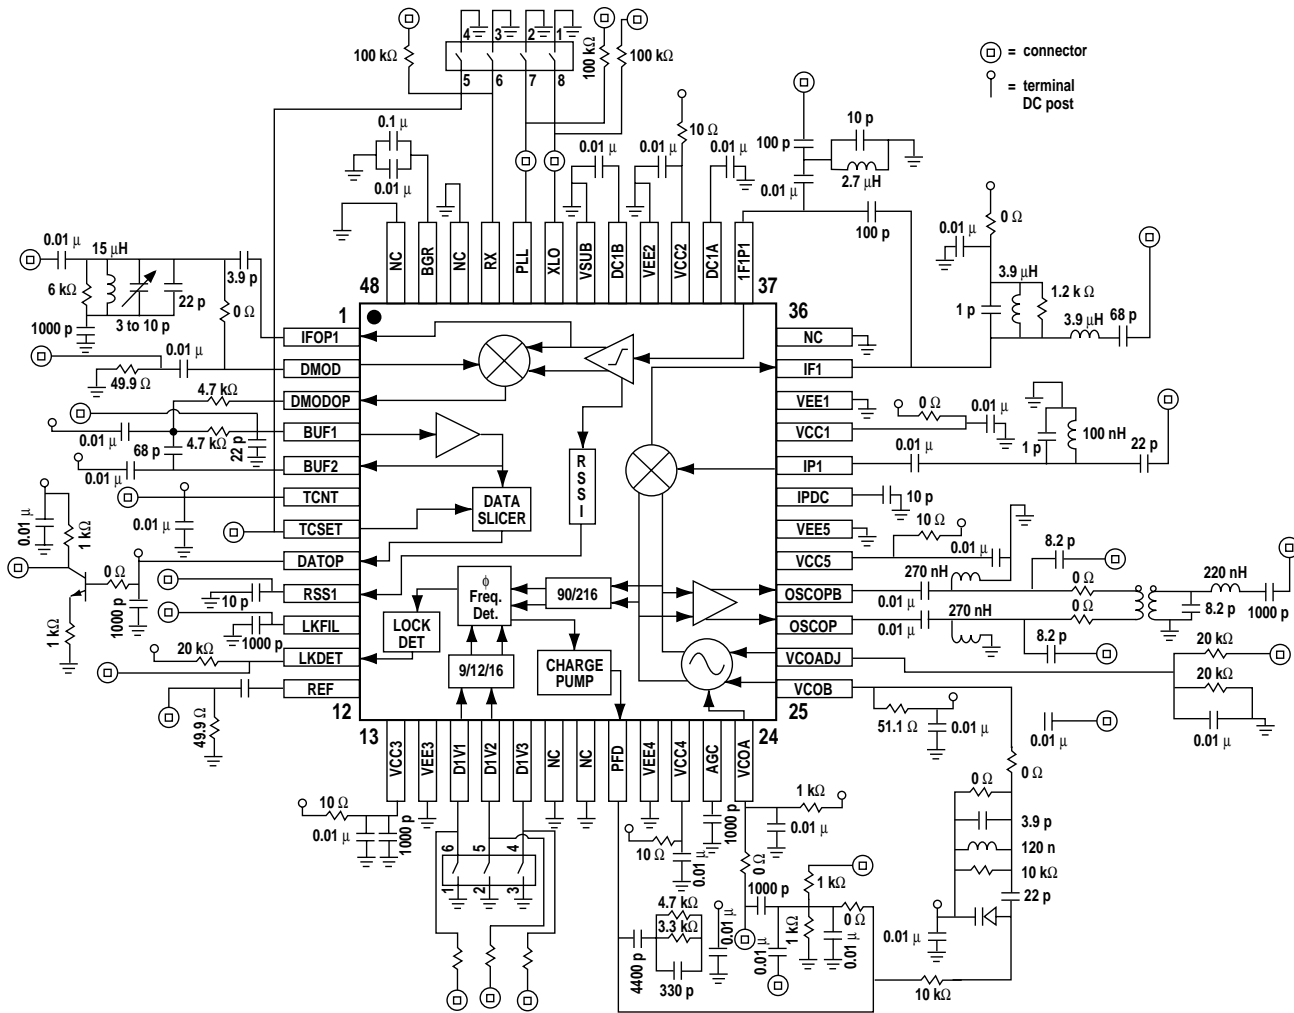 4 3 2 1
100 kΩ
100 kΩ
100 kΩ
5 6 7 8
= connector
= terminal
DC post
0.1 μ
0.01 μ
0.01 μ
0.01 μ
10 Ω
0.01 μ
100 p
10 p
2.7 μH
0.01 μ
100 p
NC
BGR
NC
RX
PLL
XLO
VSUB
DC1B
VEE2
VCC2
DC1A
1F1P1
48
37
1
36
0.01 μ
15 μH
3.9 p
6 kΩ
22 p
0 Ω
1000 p
3 to 10 p
0.01 μ
49.9 Ω
4.7 kΩ
0.01 μ
4.7 kΩ
68 p
22 p
0.01 μ
0.01 μ
0.01 μ
1 kΩ
0 Ω
1000 p
10 p
1 kΩ
1000 p
20 kΩ
49.9 Ω
IFOP1
DMOD
DMODOP
BUF1
BUF2
TCNT
TCSET
DATOP
RSS1
LKFIL
LKDET
REF
12
13
RSSI
DATA
SLICER
ϕ
Freq.
Det.
90/216
LOCK
DET
9/12/16
CHARGE
PUMP
NC
IF1
VEE1
VCC1
IP1
IPDC
VEE5
VCC5
OSCOPB
OSCOP
VCOADJ
VCOB
25
24
0 Ω
0.01 μ
3.9 μH
1 p
1.2 k Ω
3.9 μH
68 p
0 Ω
0.01 μ
1 p
100 nH
0.01 μ
22 p
10 p
10 Ω
0.01 μ
8.2 p
270 nH
0.01 μ
0 Ω
220 nH
270 nH
0 Ω
8.2 p
1000 p
0.01 μ
8.2 p
20 kΩ
20 kΩ
0.01 μ
51.1 Ω
0.01 μ
0.01 μ
0 Ω
0 Ω
3.9 p
120 n
10 kΩ
22 p
0.01 μ
10 kΩ
VCC3
VEE3
D1V1
D1V2
D1V3
NC
NC
PFD
VEE4
VCC4
AGC
VCOA
10 Ω
0.01 μ
1000 p
6 5 4
1 2 3
10 Ω
0.01 μ
1000 p
1 kΩ
0.01 μ
0 Ω
1000 p
1 kΩ
4.7 kΩ
3.3 kΩ
4400 p
330 p
0.01 μ
0.01 μ
1 kΩ
0.01 μ
0 Ω